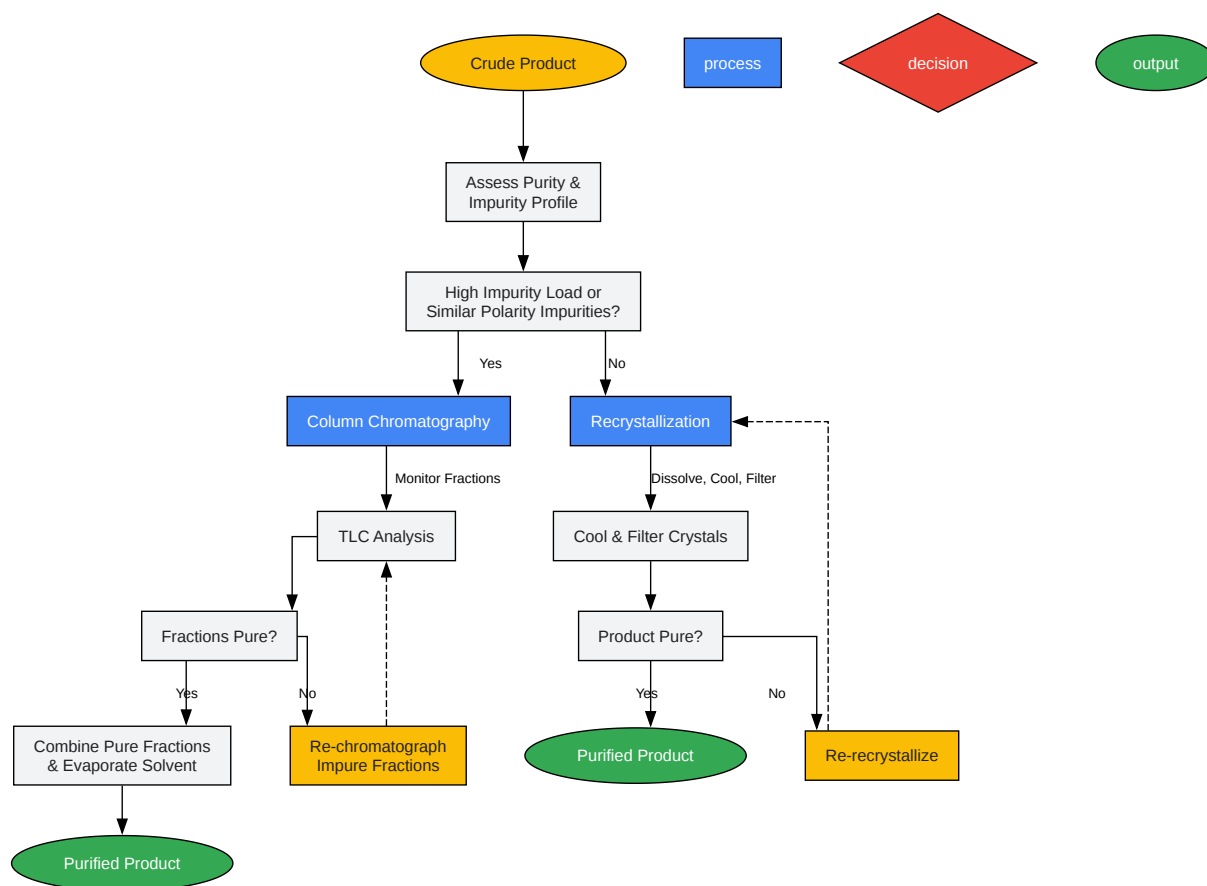 Crude Product
process
decision
output
Assess Purity &
Impurity Profile
High Impurity Load or
Similar Polarity Impurities?
Yes
No
Column Chromatography
Recrystallization
Monitor Fractions
Dissolve, Cool, Filter
TLC Analysis
Cool & Filter Crystals
Fractions Pure?
Product Pure?
Yes
No
Yes
No
Combine Pure Fractions
& Evaporate Solvent
Re-chromatograph
Impure Fractions
Purified Product
Re-recrystallize
Purified Product